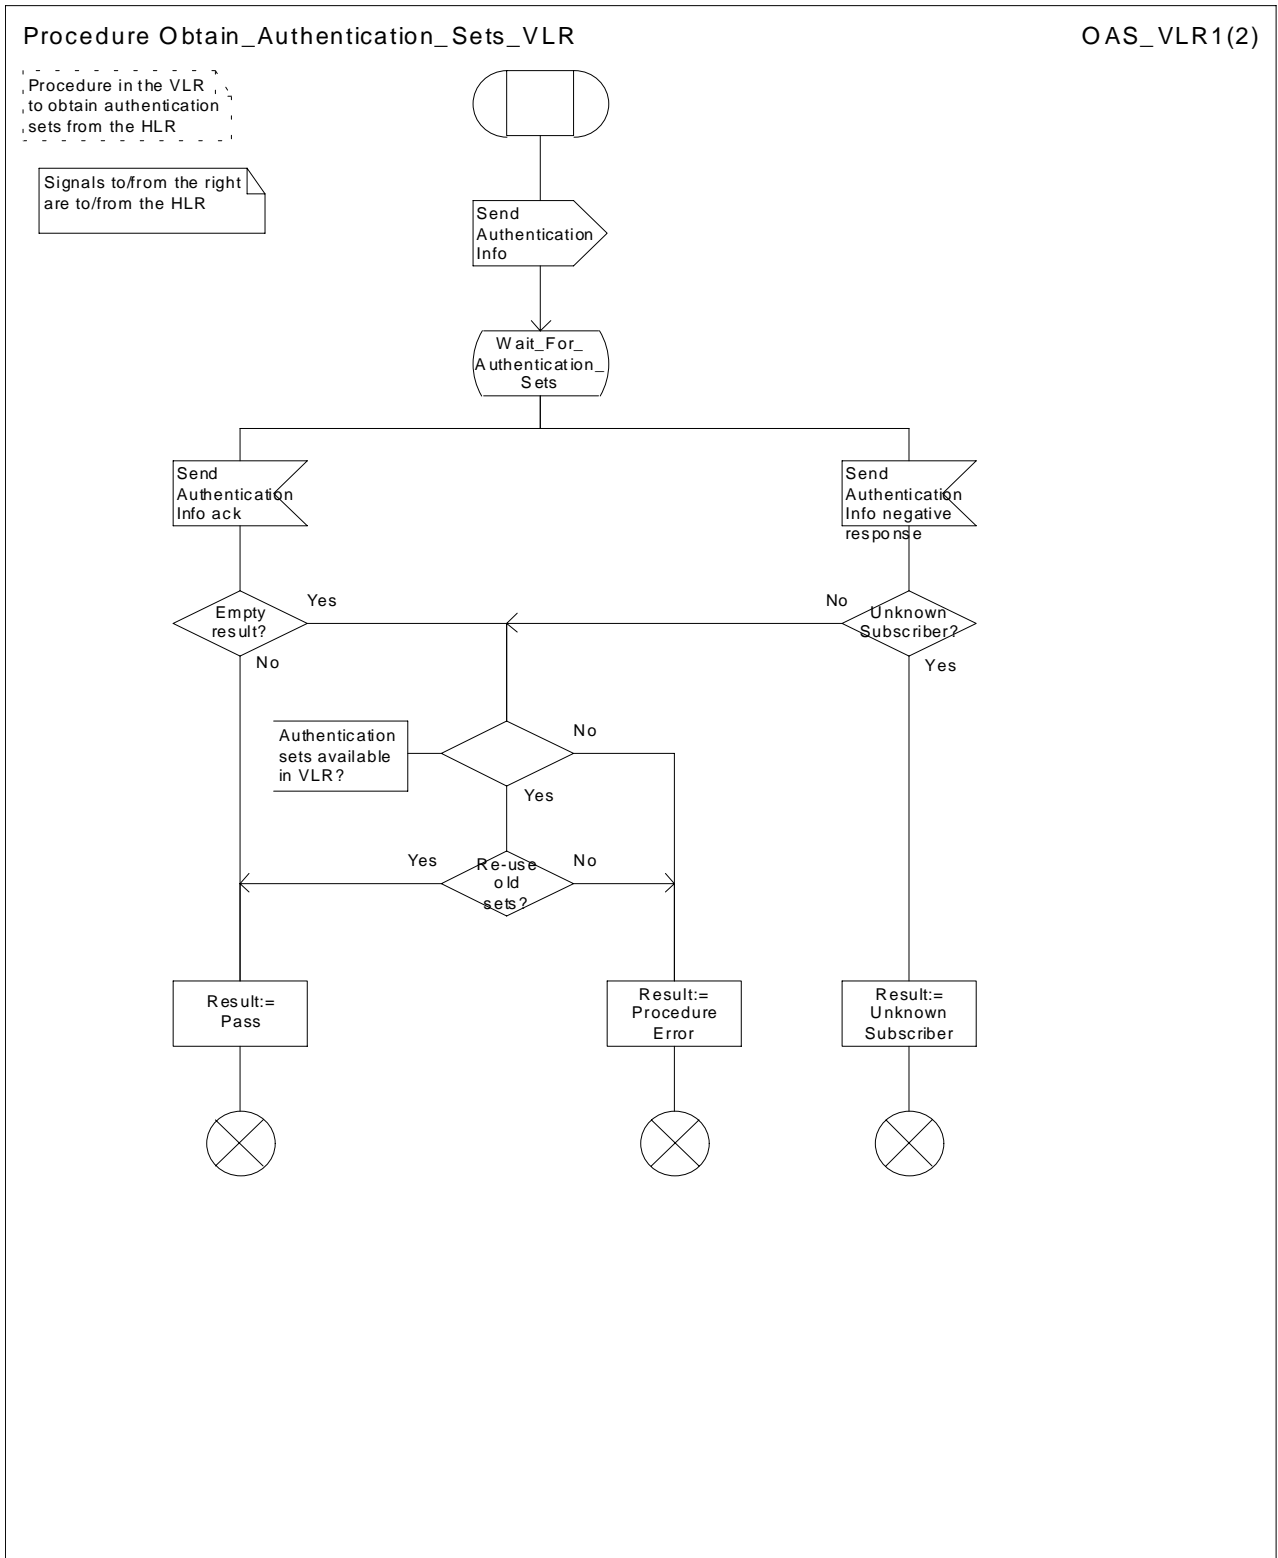 Procedure Obtain_Authentication_Sets_VLR
OAS_VLR1(2)
Procedure in the VLR
to obtain authentication
sets from the HLR
Signals to/from the right
are to/from the HLR
Send
Authentication
Info
Wait_For_
Authentication_
Sets
Send
Authentication
Info ack
Send
Authentication
Info negative
response
Empty
result?
Yes
No
No
Unknown
Subscriber?
Yes
Authentication
sets available
in VLR?
No
Yes
Yes
Re-use
old
sets?
No
Result:=
Pass
Result:=
Procedure
Error
Result:=
Unknown
Subscriber